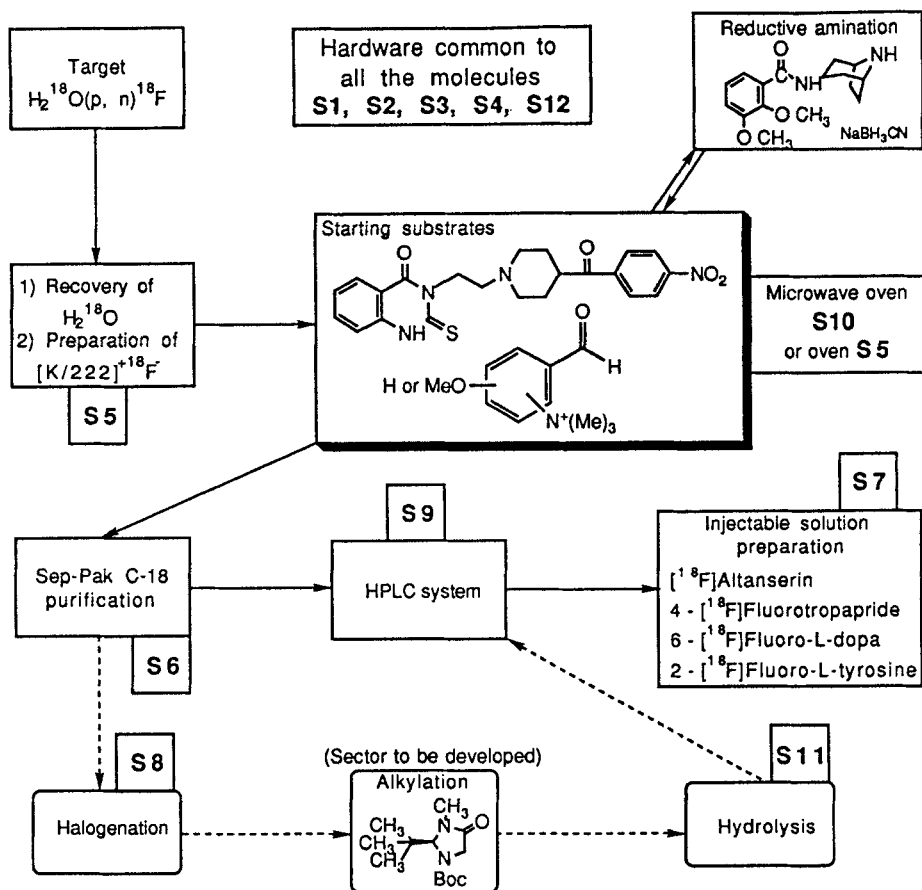 Target
H₂¹⁸O(p, n)¹⁸F
Hardware common to
all the molecules
S1, S2, S3, S4, S12
Reductive amination
O
C
NH
NH
OCH₃
OCH₃
NaBH₃CN
1) Recovery of
H₂¹⁸O
2) Preparation of
[K/222]⁺¹⁸F⁻
S5
Starting substrates
O
N
N
O
NO₂
NH
S
O
H
H or MeO
N⁺(Me)₃
Microwave oven
S10
or oven S5
Sep-Pak C-18
purification
S6
S9
HPLC system
S7
Injectable solution
preparation
[¹⁸F]Altanserin
4-[¹⁸F]Fluorotropapride
6-[¹⁸F]Fluoro-L-dopa
2-[¹⁸F]Fluoro-L-tyrosine
S8
Halogenation
(Sector to be developed)
Alkylation
CH₃
CH₃
N
O
CH₃
CH₃
N
Boc
S11
Hydrolysis